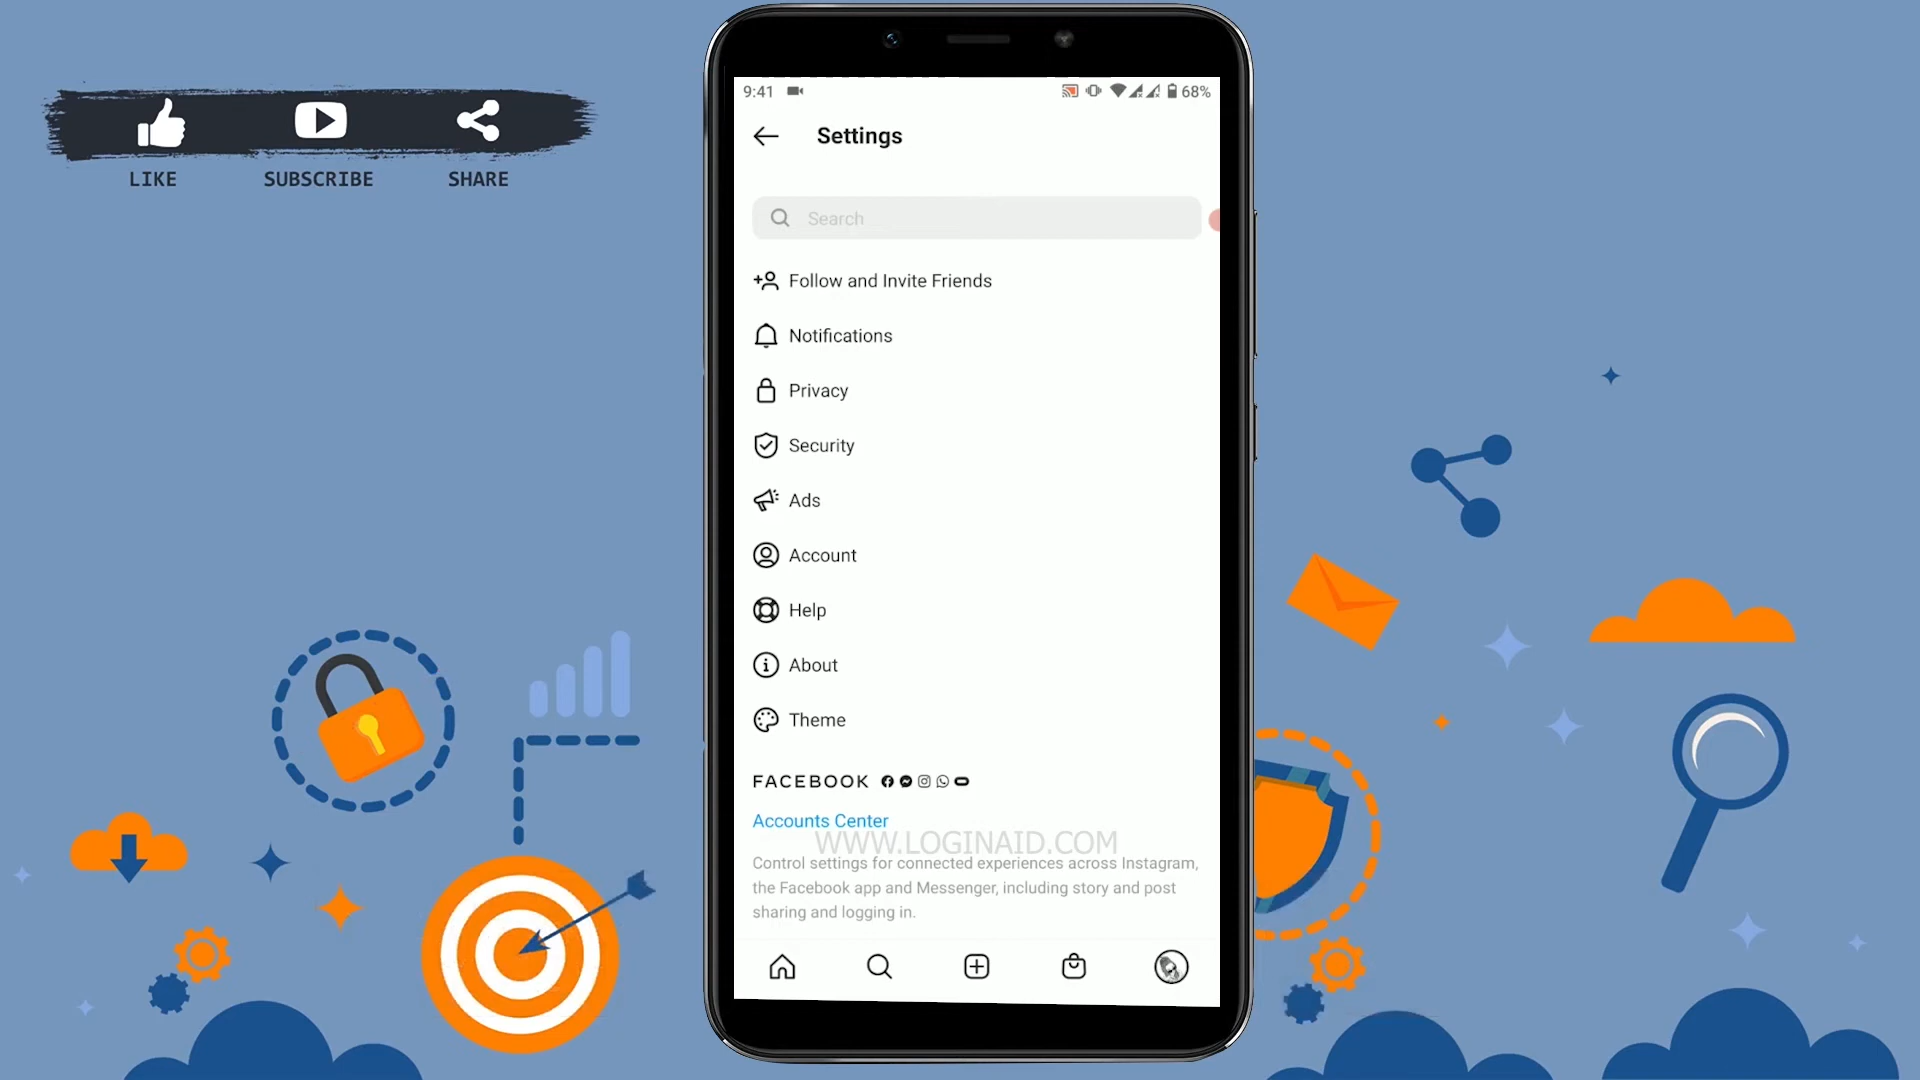 LIKE
SUBSCRIBE
SHARE
9:41
68%
Settings
Search
Follow and Invite Friends
Notifications
Privacy
Security
Ads
Account
Help
About
Theme
FACEBOOK
Accounts Center
WWW.LOGINAID.COM
Control settings for connected experiences across Instagram,
the Facebook app and Messenger, including story and post
sharing and logging in.